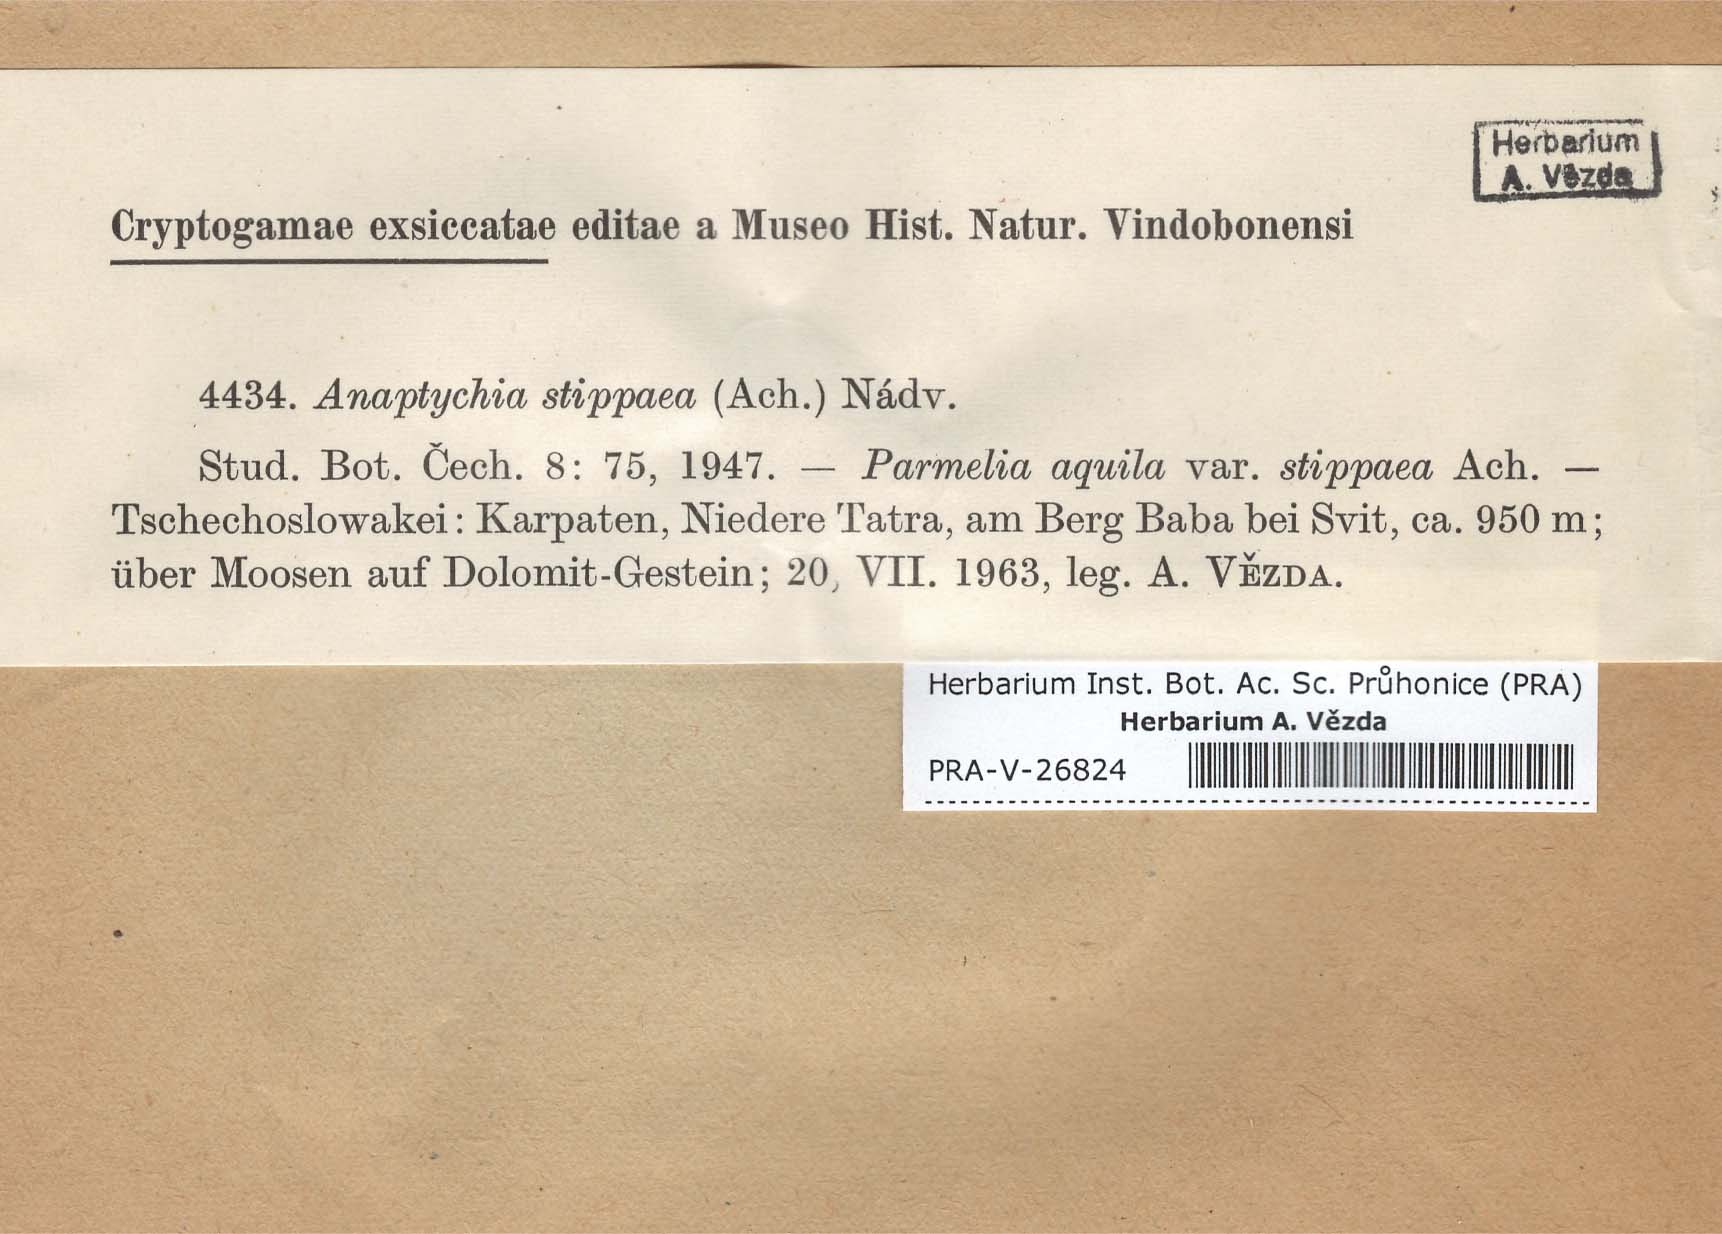 Herbarium
A. Vězda
Cryptogamae exsiccatae editae a Museo Hist. Natur. Vindobonensi
4434. Anaptychia stippaea (Ach.) Nádv.
Stud. Bot. Čech. 8: 75, 1947. — Parmelia aquila var. stippaea Ach. —
Tschechoslowakei: Karpaten, Niedere Tatra, am Berg Baba bei Svit, ca. 950 m;
über Moosen auf Dolomit-Gestein; 20, VII. 1963, leg. A. VĚZDA.
Herbarium Inst. Bot. Ac. Sc. Průhonice (PRA)
Herbarium A. Vězda
PRA-V-26824